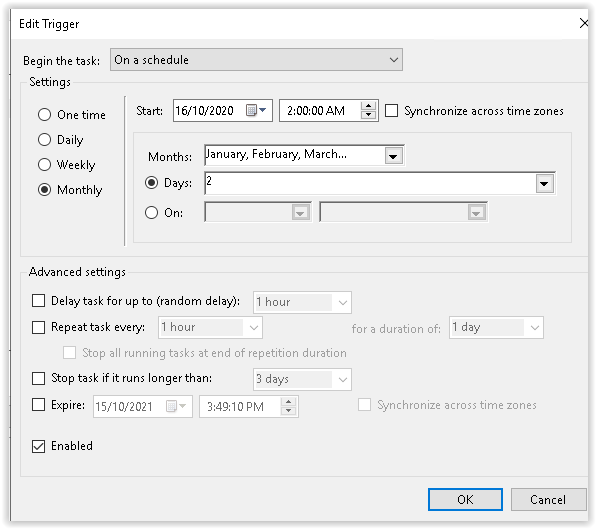 Edit Trigger
Begin the task: On a schedule
Settings
One time
Daily
Weekly
Monthly
Start: 16/10/2020 2:00:00 AM Synchronize across time zones
Months: January, February, March...
Days: 2
On:
Advanced settings
Delay task for up to (random delay): 1 hour
Repeat task every: 1 hour for a duration of: 1 day
Stop all running tasks at end of repetition duration
Stop task if it runs longer than: 3 days
Expire: 15/10/2021 3:49:10 PM Synchronize across time zones
Enabled
OK Cancel